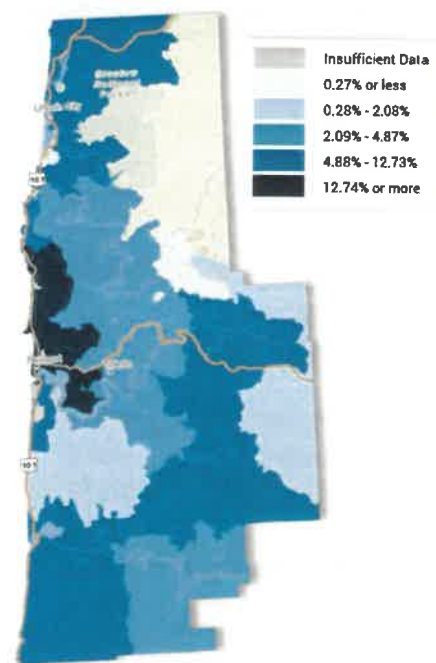 Insufficient Data
0.27% or less
0.28% - 2.08%
2.09% - 4.87%
4.88% - 12.73%
12.74% or more
101
101